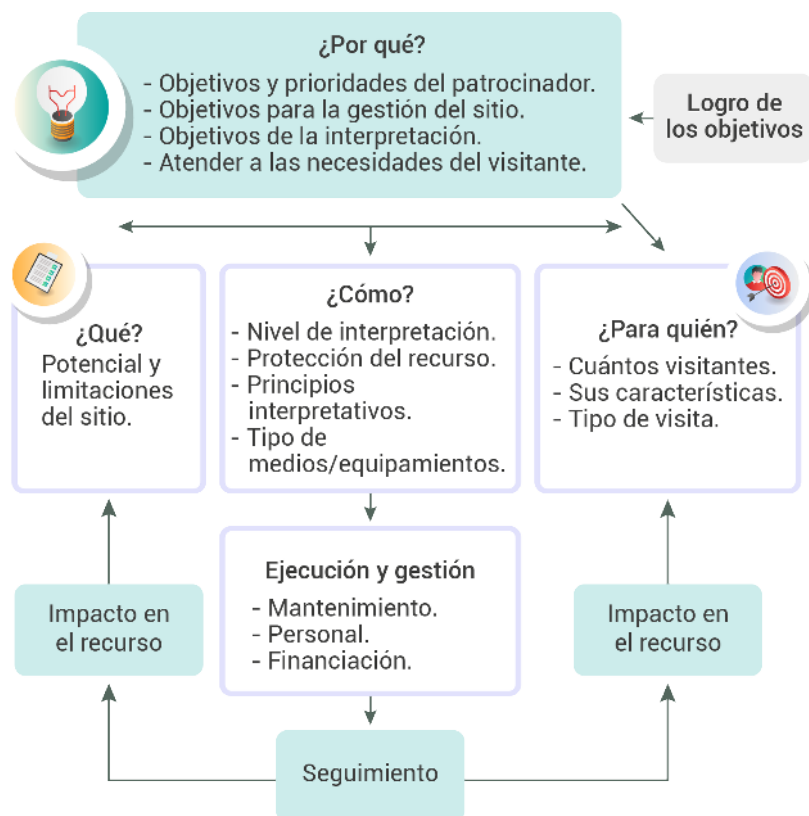 ¿Por qué?
- Objetivos y prioridades del patrocinador.
- Objetivos para la gestión del sitio.
- Objetivos de la interpretación.
- Atender a las necesidades del visitante.
Logro de
los objetivos
¿Qué?
Potencial y
limitaciones
del sitio.
¿Cómo?
- Nivel de interpretación.
- Protección del recurso.
- Principios
interpretativos.
- Tipo de
medios/equipamientos.
¿Para quién?
- Cuántos visitantes.
- Sus características.
- Tipo de visita.
Ejecución y gestión
- Mantenimiento.
- Personal.
- Financiación.
Impacto en
el recurso
Impacto en
el recurso
Seguimiento